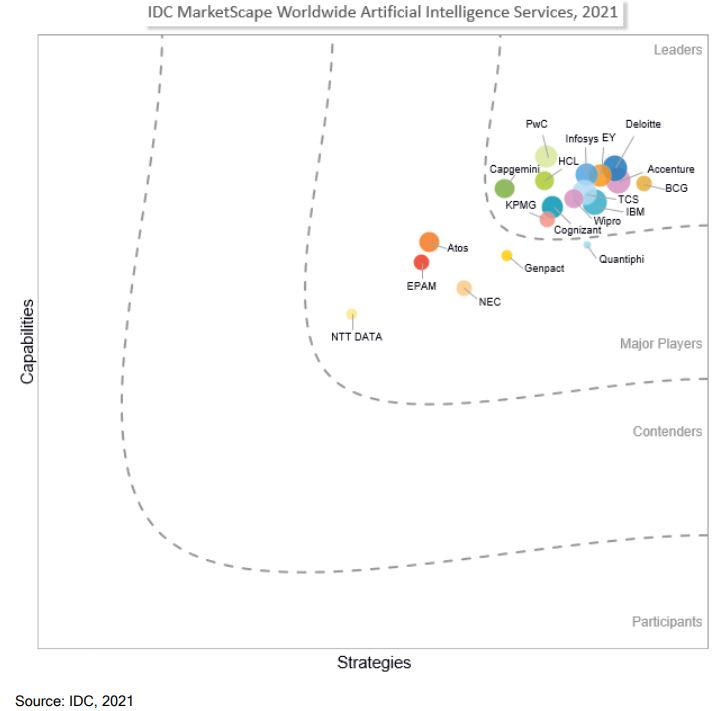 IDC MarketScape Worldwide Artificial Intelligence Services, 2021
Leaders
PwC
Infosys
EY
Deloitte
HCL
Capgemini
Accenture
BCG
TCS
KPMG
IBM
Wipro
Cognizant
Atos
Quantiphi
Genpact
EPAM
NEC
NTT DATA
Major Players
Capabilities
Contenders
Participants
Strategies
Source: IDC, 2021